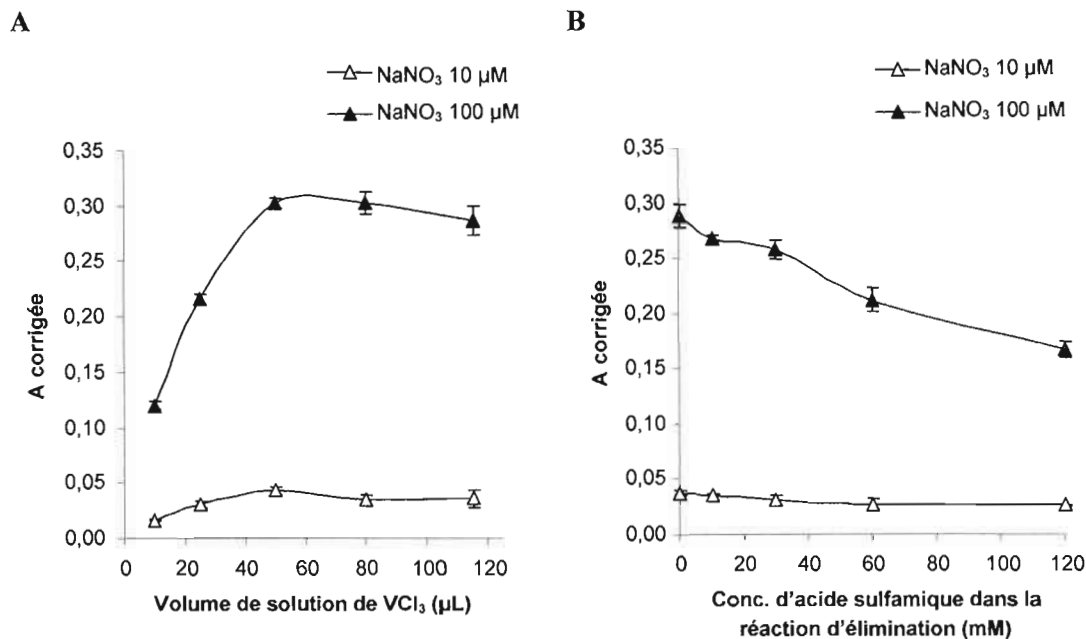 A
NaNO₃ 10 µM
NaNO₃ 100 µM
0,35
0,30
0,25
0,20
0,15
0,10
0,05
0,00
A corrigée
0 20 40 60 80 100 120
Volume de solution de VCl₃ (µL)
B
NaNO₃ 10 µM
NaNO₃ 100 µM
0,35
0,30
0,25
0,20
0,15
0,10
0,05
0,00
A corrigée
0 20 40 60 80 100 120
Conc. d'acide sulfamique dans la
réaction d'élimination (mM)